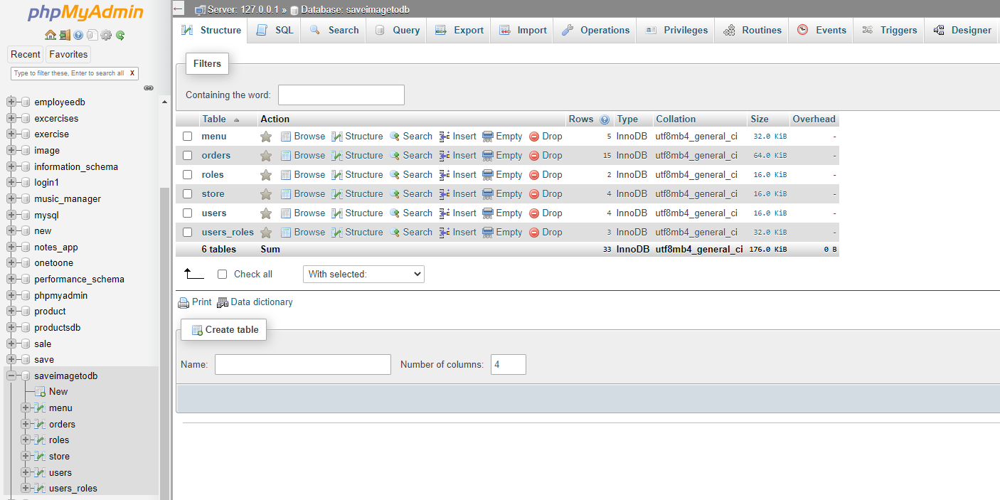 phpMyAdmin
Recent Favorites
Type to filter these, Enter to search all X
employeedb
excercises
exercise
image
information_schema
login1
music_manager
mysql
new
notes_app
onetoone
performance_schema
phpmyadmin
product
productsdb
sale
save
saveimagetodb
New
menu
orders
roles
store
users
users_roles
Server: 127.0.0.1 » Database: saveimagetodb
Structure SQL Search Query Export Import Operations Privileges Routines Events Triggers Designer
Filters
Containing the word:
Table Action Rows Type Collation Size Overhead
menu Browse Structure Search Insert Empty Drop 5 InnoDB utf8mb4_general_ci 32.0 KiB -
orders Browse Structure Search Insert Empty Drop 15 InnoDB utf8mb4_general_ci 64.0 KiB -
roles Browse Structure Search Insert Empty Drop 2 InnoDB utf8mb4_general_ci 16.0 KiB -
store Browse Structure Search Insert Empty Drop 4 InnoDB utf8mb4_general_ci 16.0 KiB -
users Browse Structure Search Insert Empty Drop 4 InnoDB utf8mb4_general_ci 16.0 KiB -
users_roles Browse Structure Search Insert Empty Drop 3 InnoDB utf8mb4_general_ci 32.0 KiB -
6 tables Sum 33 InnoDB utf8mb4_general_ci 176.0 KiB 0 B
Check all With selected:
Print Data dictionary
Create table
Name: Number of columns: 4